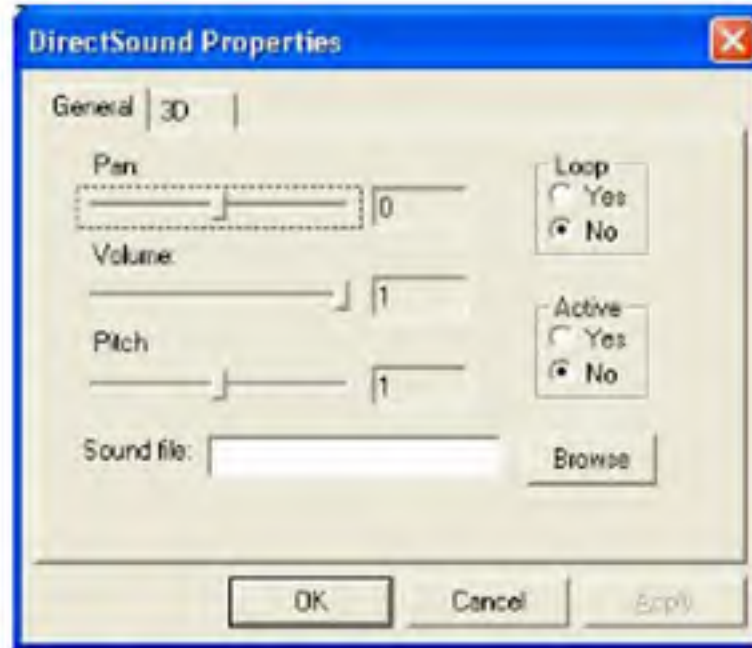 DirectSound Properties
General 3D
Pan
0
Loop
Yes
No
Volume:
1
Active
Yes
No
Pitch
1
Sound file:
Browse
OK
Cancel
Apply